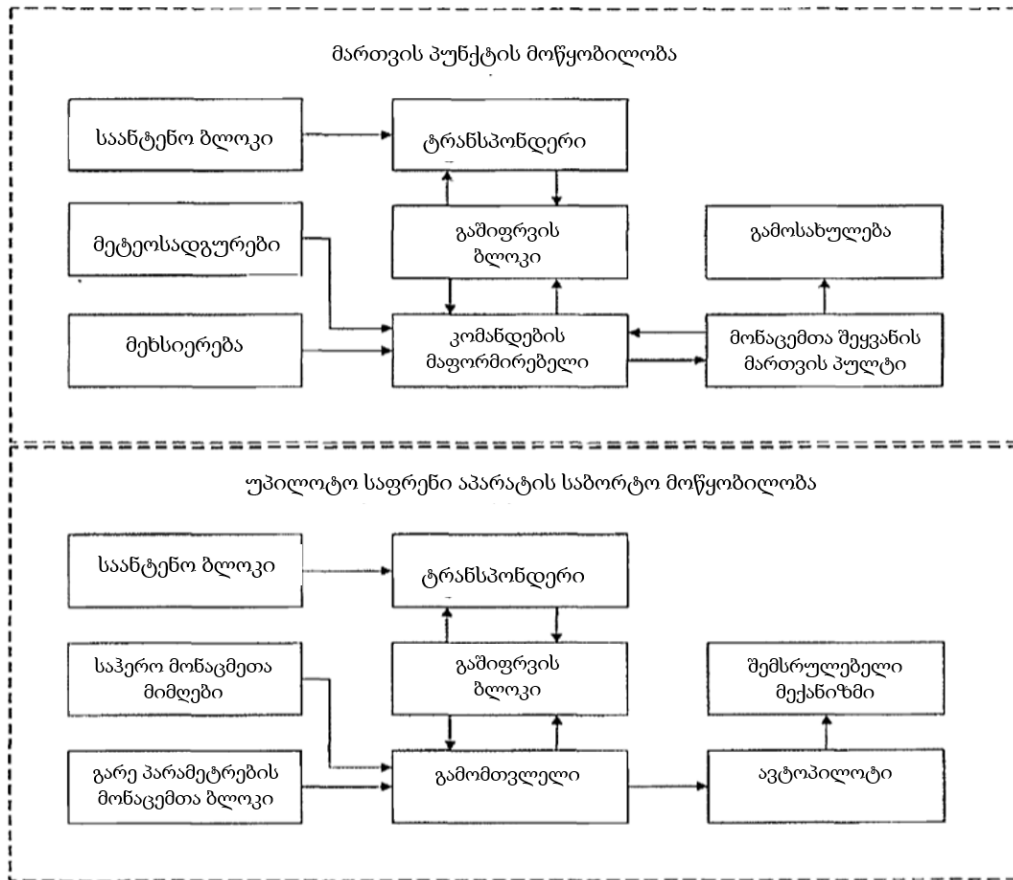 მართვის პუნქტის მოწყობილობა
საანტენო ბლოკი
ტრანსპონდერი
მეტეოსადგურები
გაშიფრვის
ბლოკი
გამოსახულება
მეხსიერება
კომანდების
მაფორმირებელი
მონაცემთა შეყვანის
მართვის პულტი
უპილოტო საფრენი აპარატის საბორტო მოწყობილობა
საანტენო ბლოკი
ტრანსპონდერი
საჰერო მონაცმეთა
მიმღები
გაშიფრვის
ბლოკი
შემსრულებელი
მექანიზმი
გარე პარამეტრების
მონაცემთა ბლოკი
გამომთვლელი
ავტოპილოტი